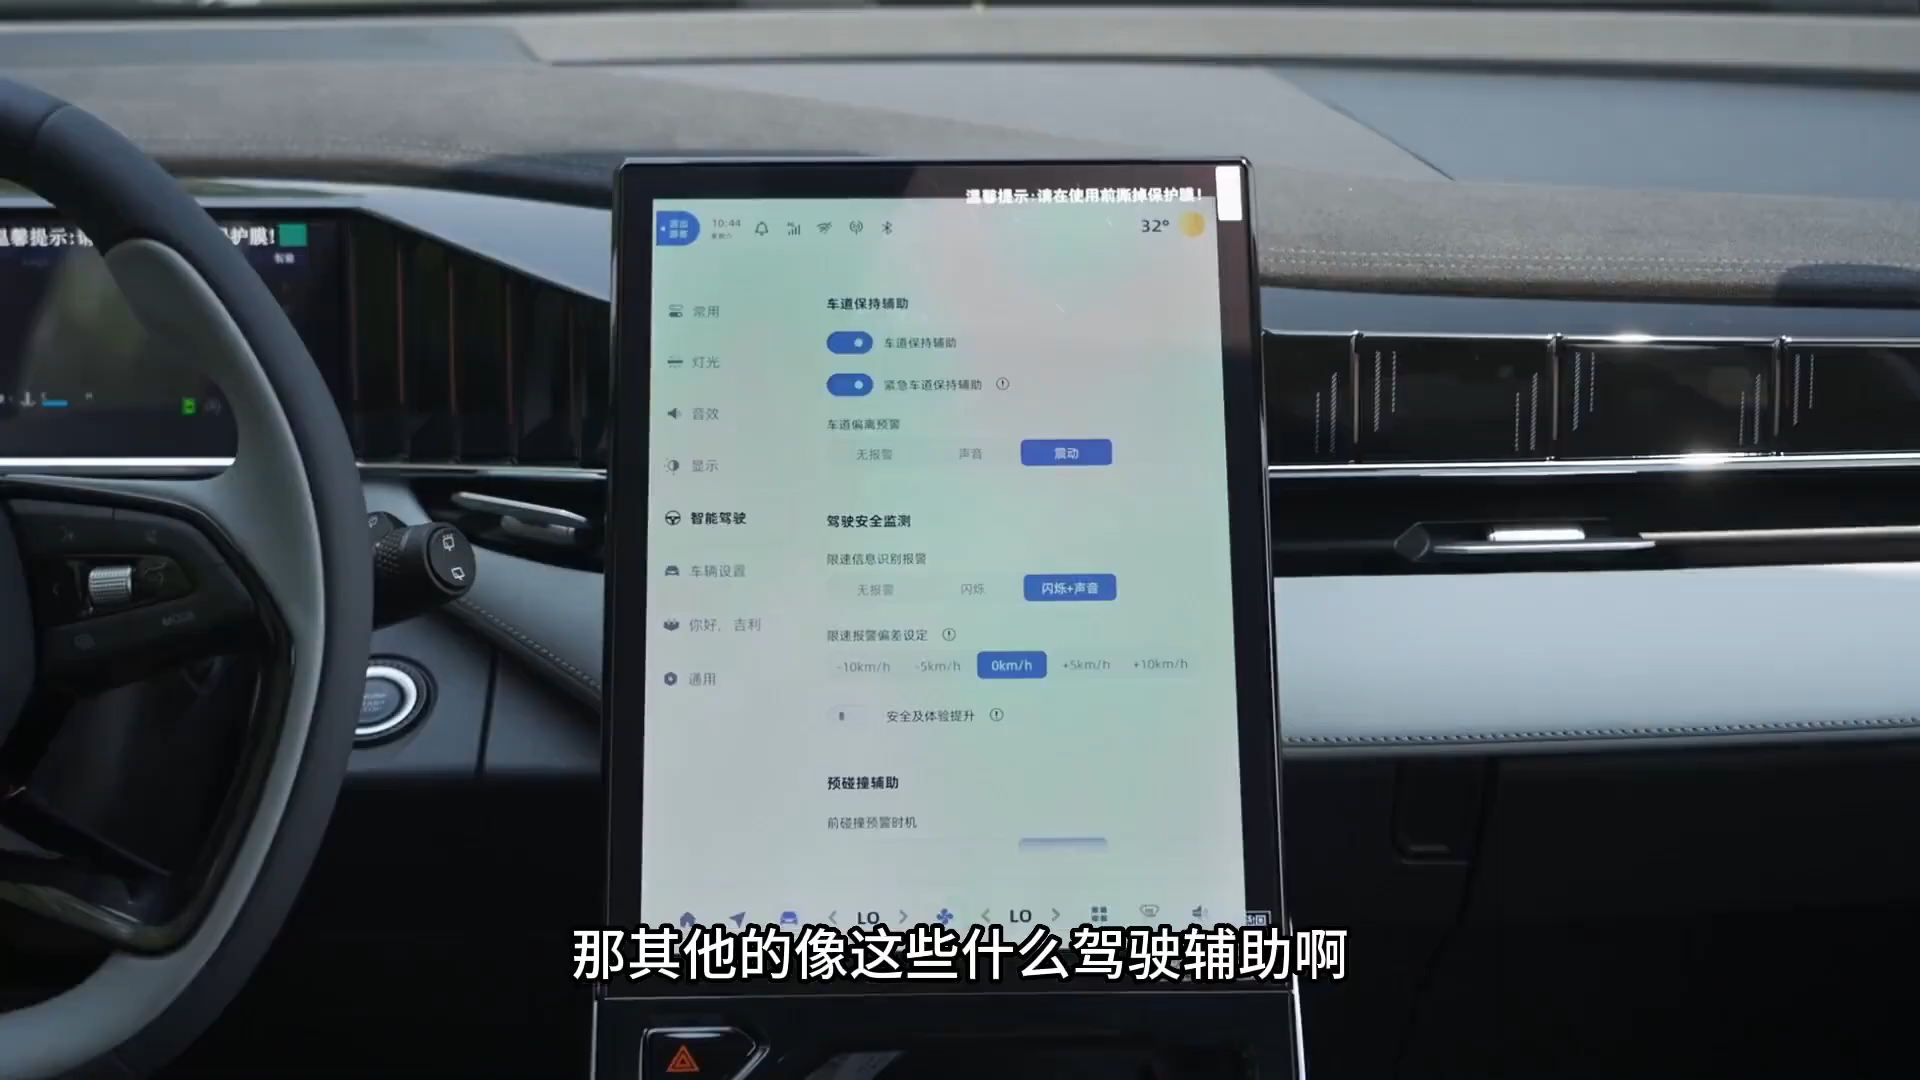 温馨提示:请在使用前撕掉保护膜!
温馨提示:请
护膜!
10:44
32°
常用
灯光
音效
显示
智能驾驶
车辆设置
你好，吉利
通用
车道保持辅助
车道保持辅助
紧急车道保持辅助
车道偏离预警
无报警 声音 震动
驾驶安全监测
限速信息识别报警
无报警 闪烁 闪烁+声音
限速报警偏差设定
-10km/h -5km/h 0km/h +5km/h +10km/h
安全及体验提升
预碰撞辅助
前碰撞预警时机
LO LO
那其他的像这些什么驾驶辅助啊